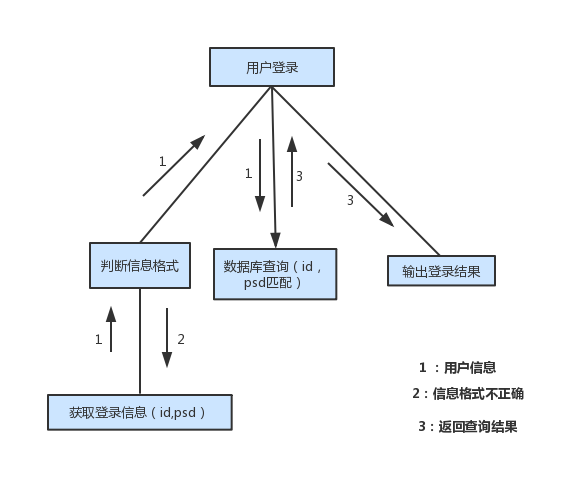 用户登录
1
1
3
3
判断信息格式
数据库查询（id，
psd匹配）
输出登录结果
1
2
获取登录信息（id,psd）
1 ：用户信息
2：信息格式不正确
3：返回查询结果